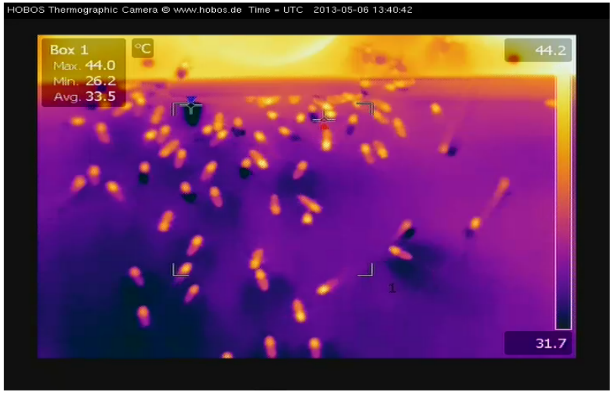 HOBOS Thermographic Camera © www.hobos.de Time = UTC 2013-05-06 13:40:42
Box 1 °C 44.2
Max. 44.0
Min. 26.2
Avg. 33.5
1
31.7